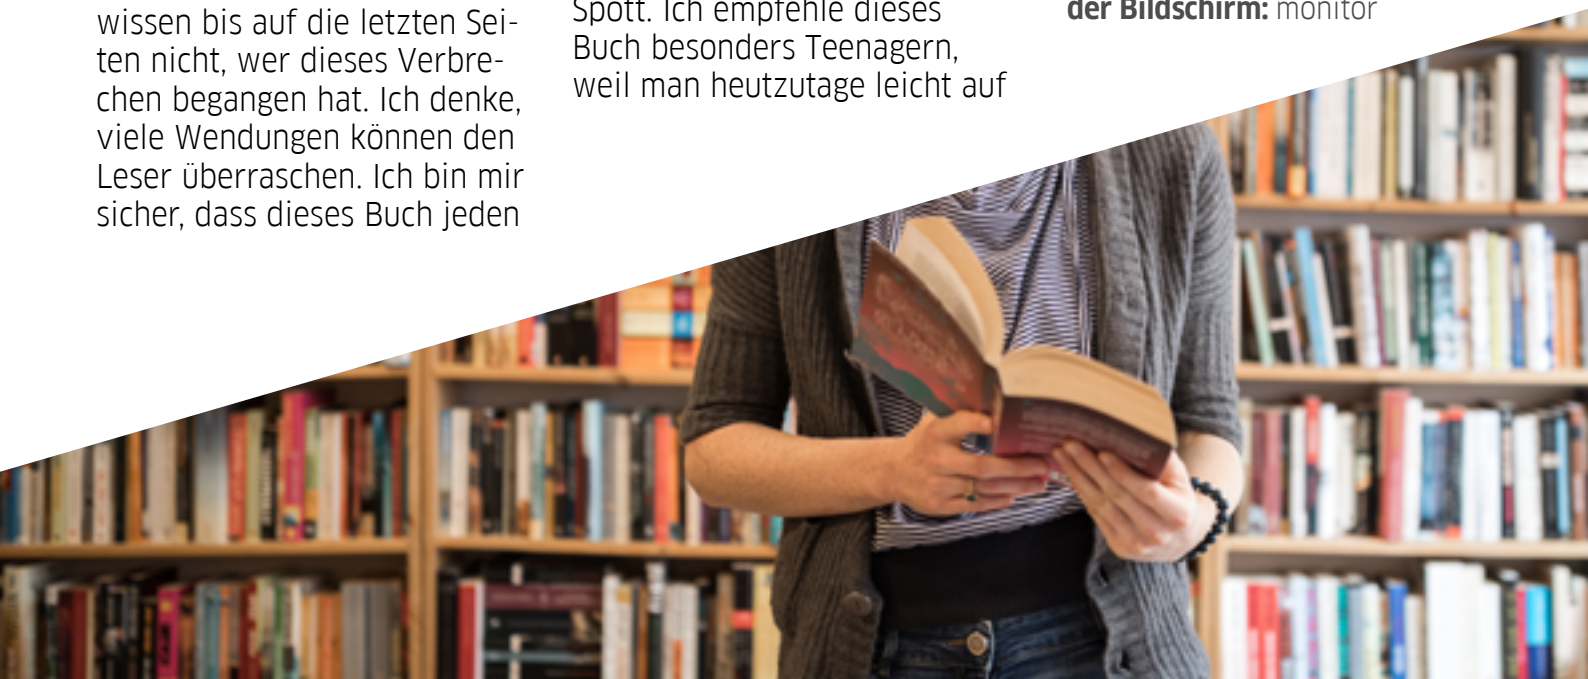 wissen bis auf die letzten Sei-
ten nicht, wer dieses Verbre-
chen begangen hat. Ich denke,
viele Wendungen können den
Leser überraschen. Ich bin mir
sicher, dass dieses Buch jeden
Spott. Ich empfehle dieses
Buch besonders Teenagern,
weil man heutzutage leicht auf
der Bildschirm: monitor